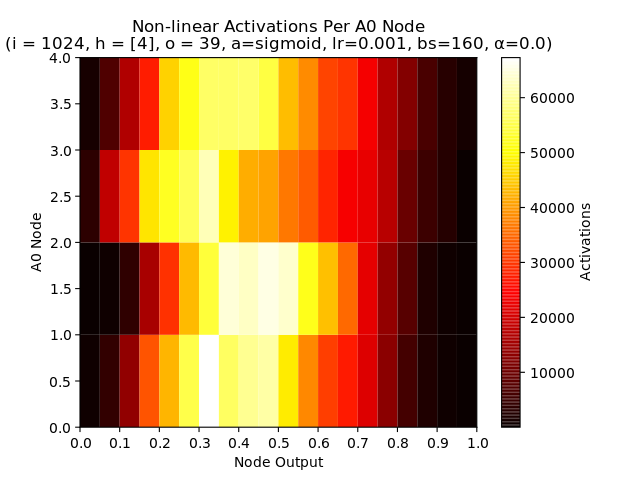 Non-linear Activations Per A0 Node
(i = 1024, h = [4], o = 39, a=sigmoid, lr=0.001, bs=160, α=0.0)
4.0
3.5
3.0
2.5
2.0
1.5
1.0
0.5
0.0
A0 Node
0.0 0.1 0.2 0.3 0.4 0.5 0.6 0.7 0.8 0.9 1.0
Node Output
60000
50000
40000
30000
20000
10000
Activations